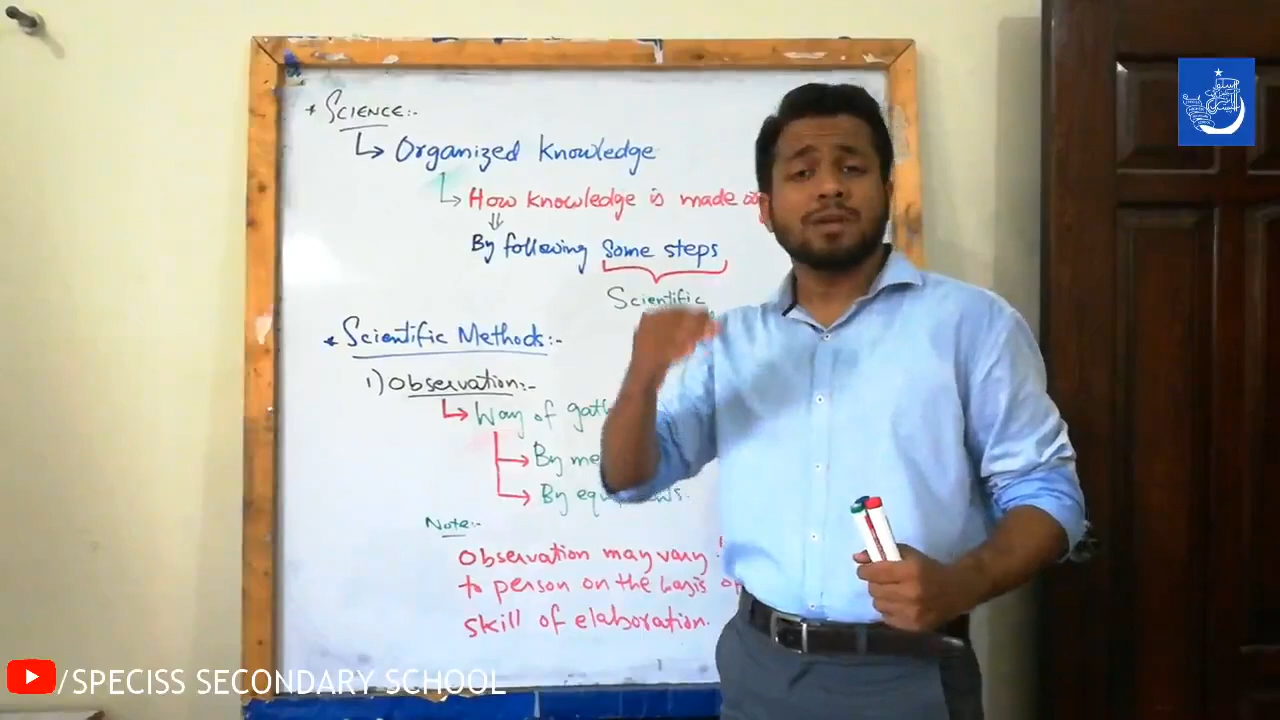 * SCIENCE:-
Organized Knowledge
How knowledge is made
By following some steps
Scientific
* Scientific Methods:-
1) Observation:-
Way of
By
By
Note:-
Observation may vary
to person on the basis of
skill of elaboration.
/SPECISS SECONDARY SCHOOL